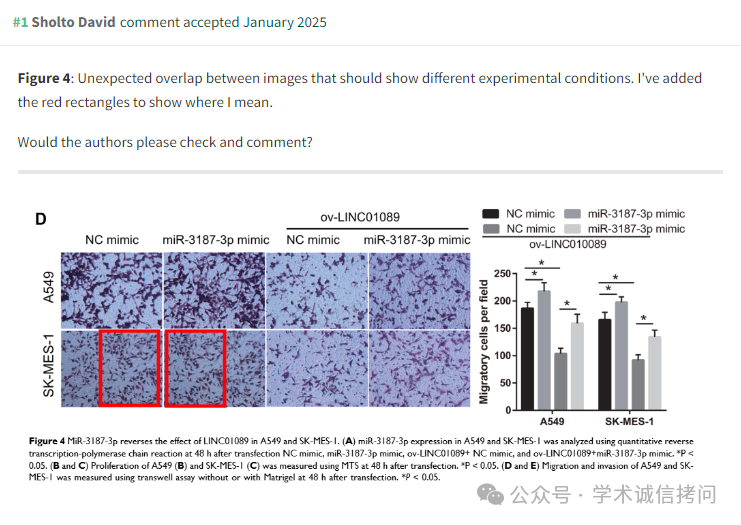 #1 Sholto David comment accepted January 2025
Figure 4: Unexpected overlap between images that should show different experimental conditions. I've added
the red rectangles to show where I mean.
Would the authors please check and comment?
D
ov-LINC01089
NC mimic miR-3187-3p mimic NC mimic miR-3187-3p mimic
A549
SK-MES-1
NC mimic miR-3187-3p mimic
NC mimic miR-3187-3p mimic
ov-LINC010089
Migratory cells per field
250
200
150
100
50
0
* * * * * *
A549 SK-MES-1
Figure 4 MiR-3187-3p reverses the effect of LINC01089 in A549 and SK-MES-1. (A) miR-3187-3p expression in A549 and SK-MES-1 was analyzed using quantitative reverse
transcription-polymerase chain reaction at 48 h after transfection NC mimic, miR-3187-3p mimic, ov-LINC01089+ NC mimic, and ov-LINC01089+miR-3187-3p mimic. *P <
0.05. (B and C) Proliferation of A549 (B) and SK-MES-1 (C) was measured using MTS at 48 h after transfection. *P < 0.05. (D and E) Migration and invasion of A549 and SK-
MES-1 was measured using transwell assay without or with Matrigel at 48 h after transfection. *P < 0.05.
公众号 · 学术诚信拷问